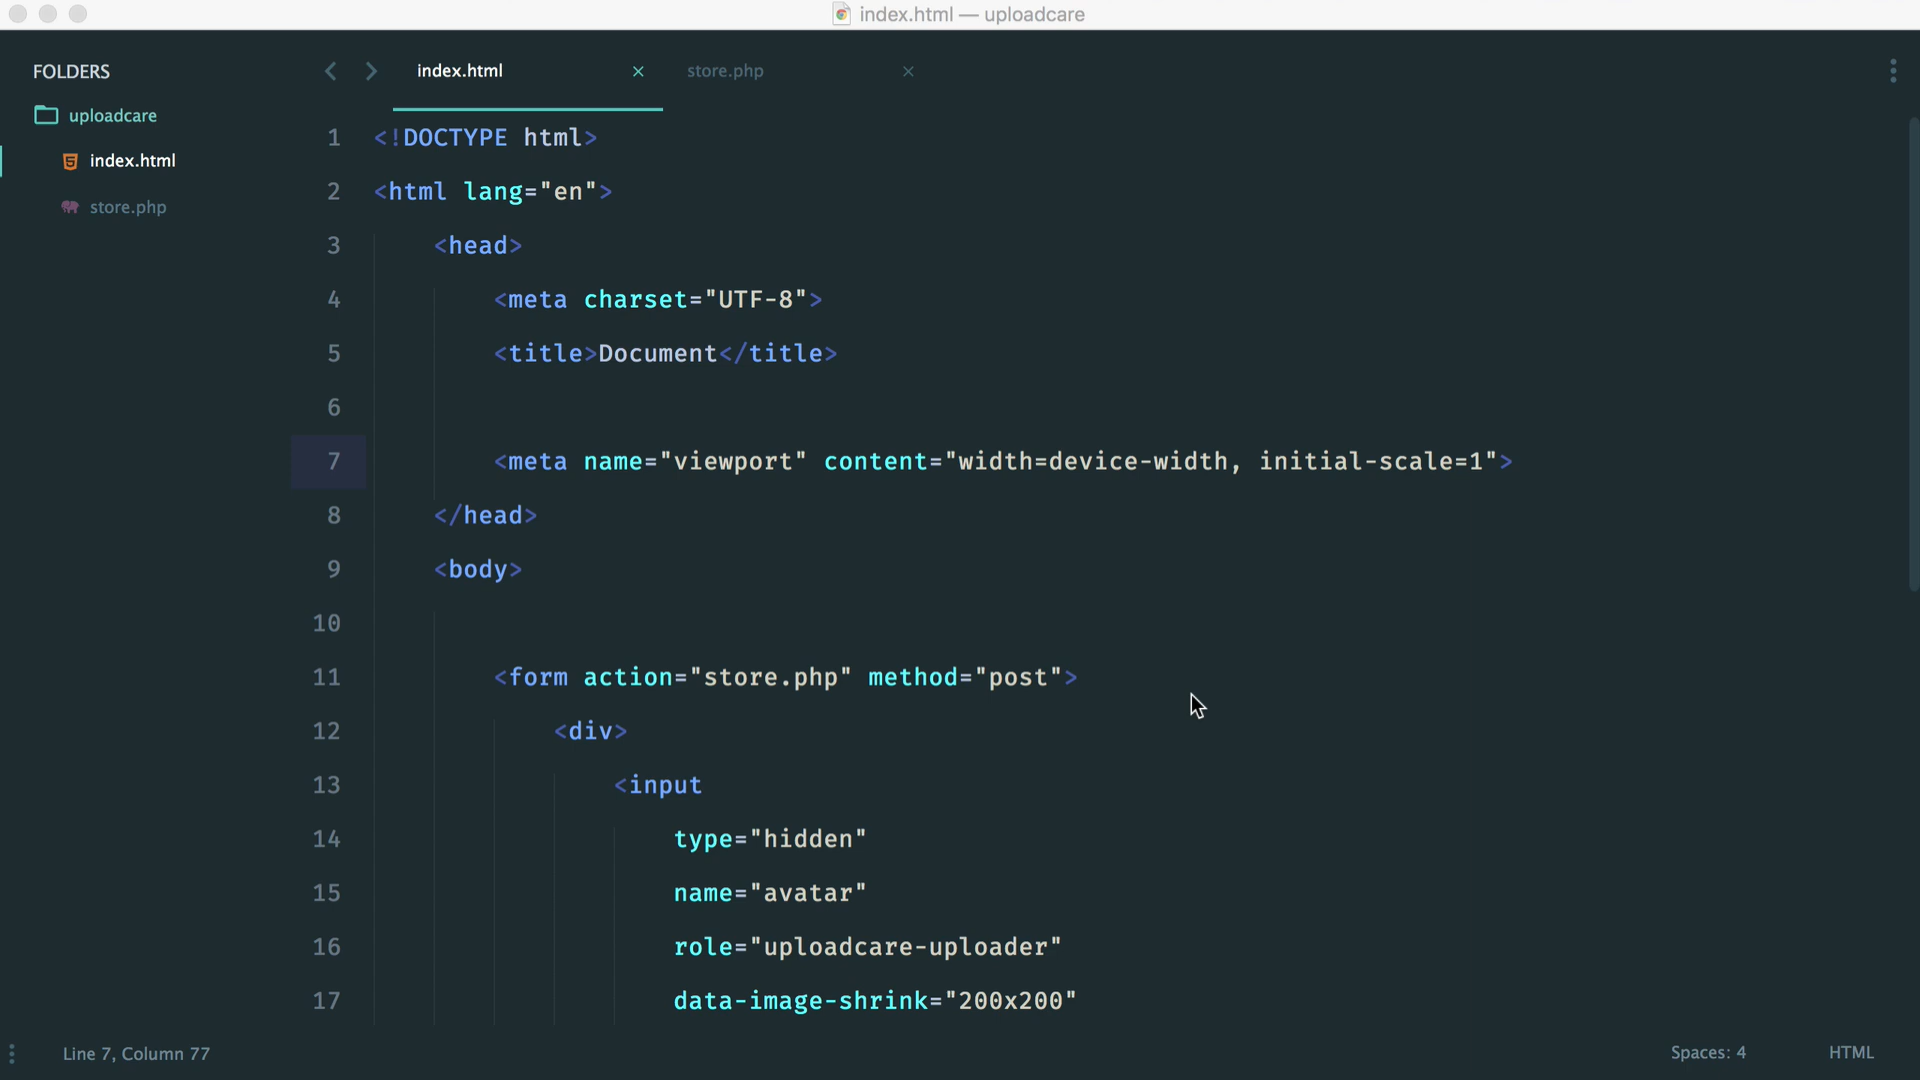 index.html — uploadcare
FOLDERS
uploadcare
index.html
store.php
index.html
store.php
1 <!DOCTYPE html>
2 <html lang="en">
3 <head>
4 <meta charset="UTF-8">
5 <title>Document</title>
6
7 <meta name="viewport" content="width=device-width, initial-scale=1">
8 </head>
9 <body>
10
11 <form action="store.php" method="post">
12 <div>
13 <input
14 type="hidden"
15 name="avatar"
16 role="uploadcare-uploader"
17 data-image-shrink="200x200"
Line 7, Column 77
Spaces: 4
HTML